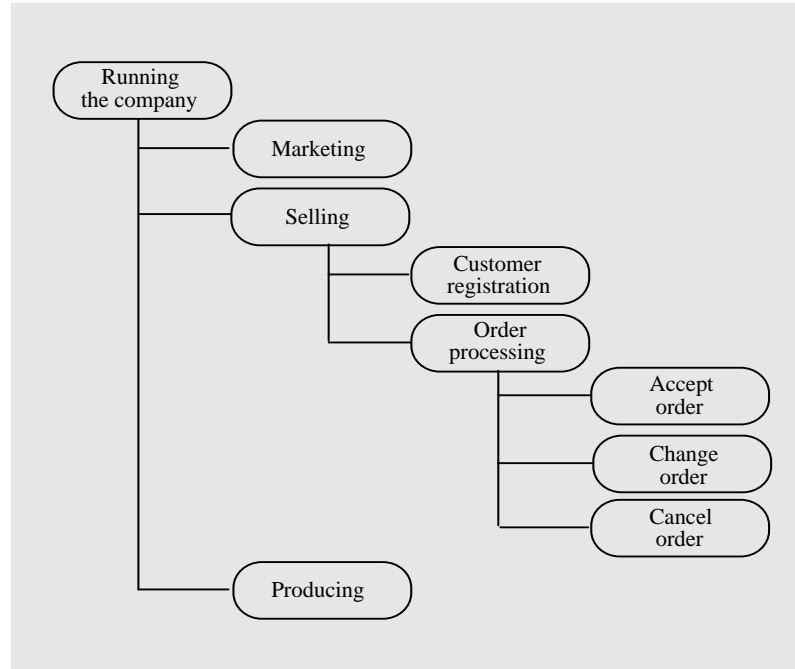 Running
the company
Marketing
Selling
Customer
registration
Order
processing
Accept
order
Change
order
Cancel
order
Producing